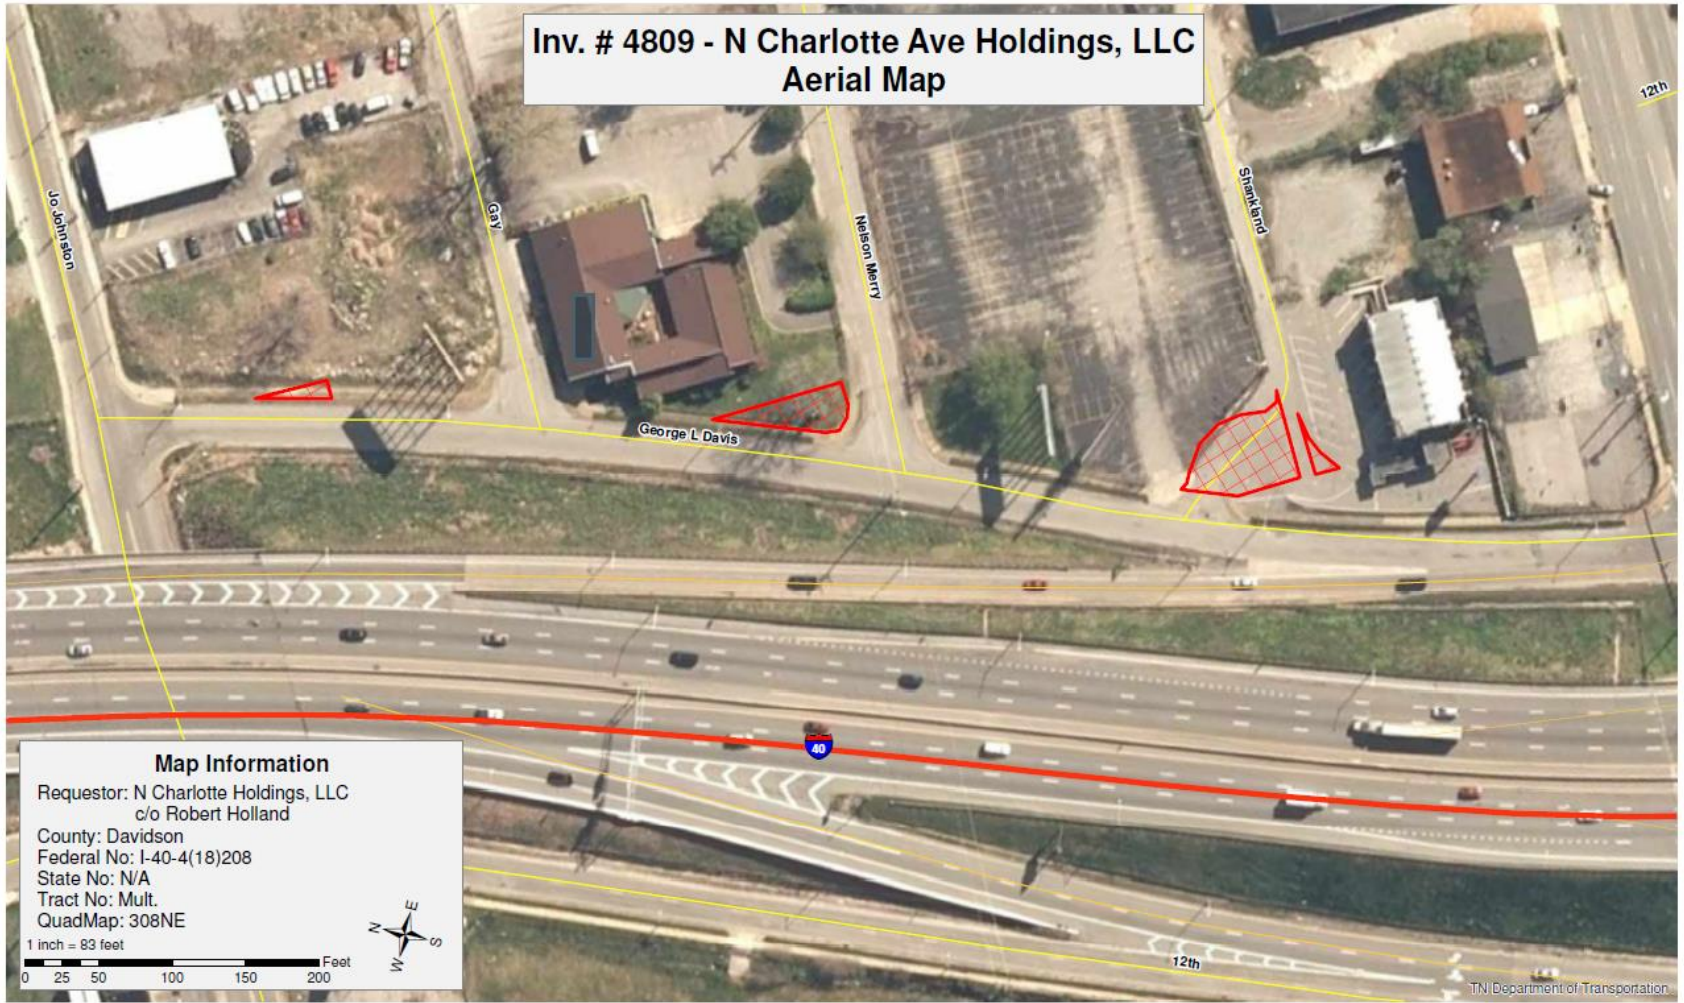 Inv. # 4809 - N Charlotte Ave Holdings, LLC
Aerial Map
12th
Jo Johnston
Gay
Nelson Merry
Shankland
George L Davis
40
Map Information
Requestor: N Charlotte Holdings, LLC
c/o Robert Holland
County: Davidson
Federal No: I-40-4(18)208
State No: N/A
Tract No: Mult.
QuadMap: 308NE
N
E
S
W
1 inch = 83 feet
Feet
0 25 50 100 150 200
12th
TN Department of Transportation